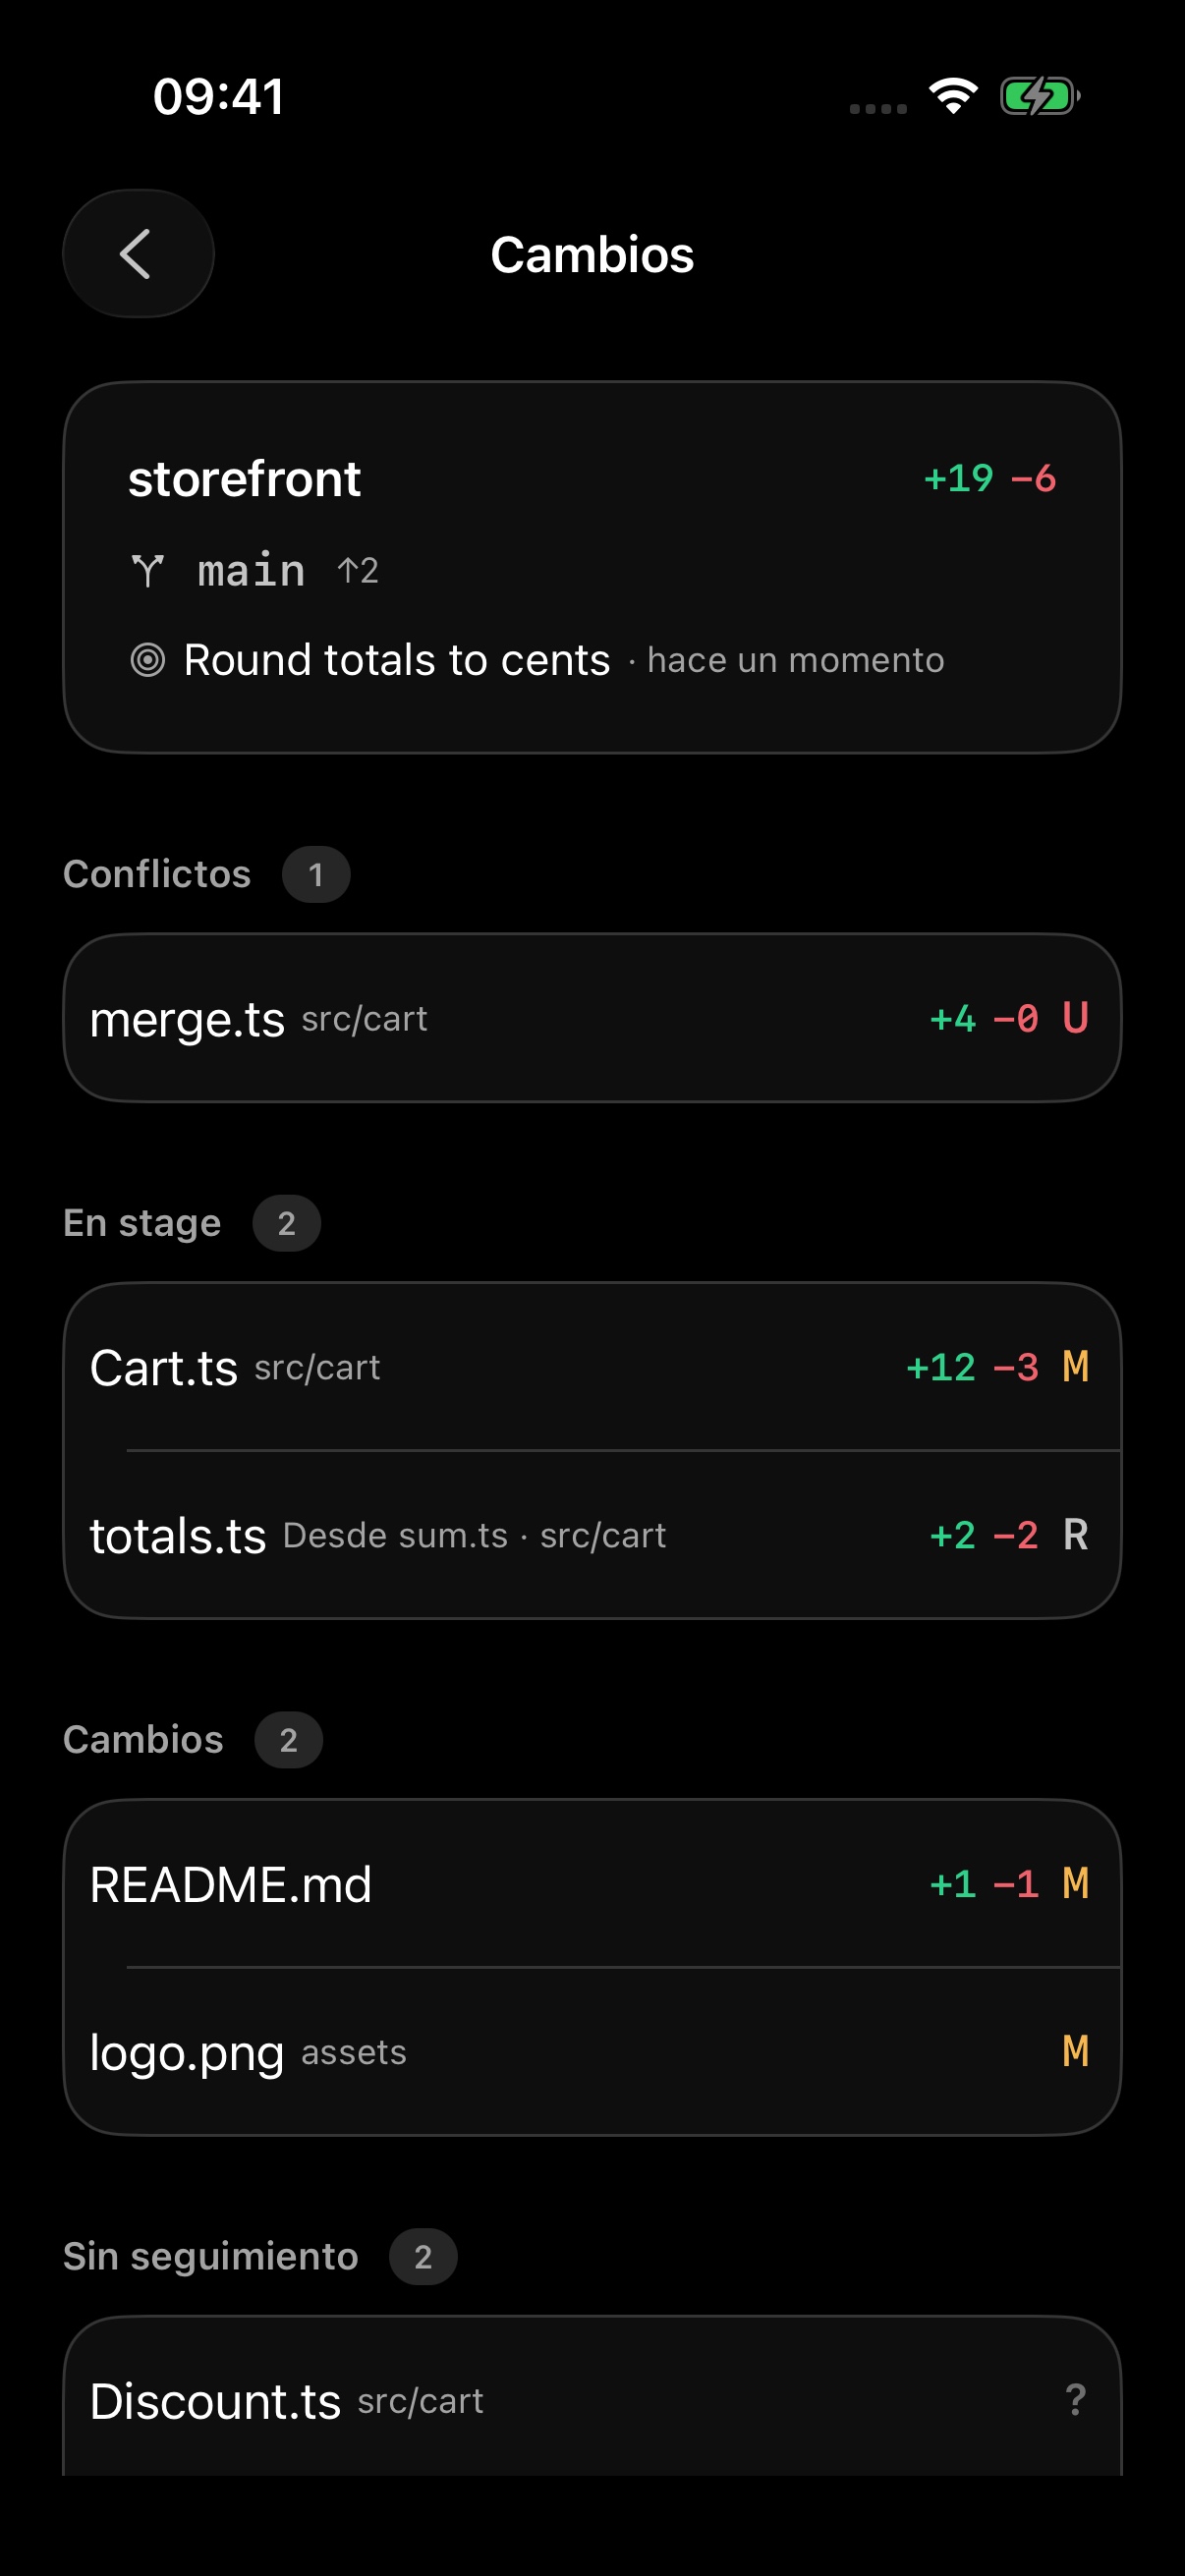 09:41
Cambios
storefront +19 −6
main ↑2
Round totals to cents · hace un momento
Conflictos 1
merge.ts src/cart +4 −0 U
En stage 2
Cart.ts src/cart +12 −3 M
totals.ts Desde sum.ts · src/cart +2 −2 R
Cambios 2
README.md +1 −1 M
logo.png assets M
Sin seguimiento 2
Discount.ts src/cart ?